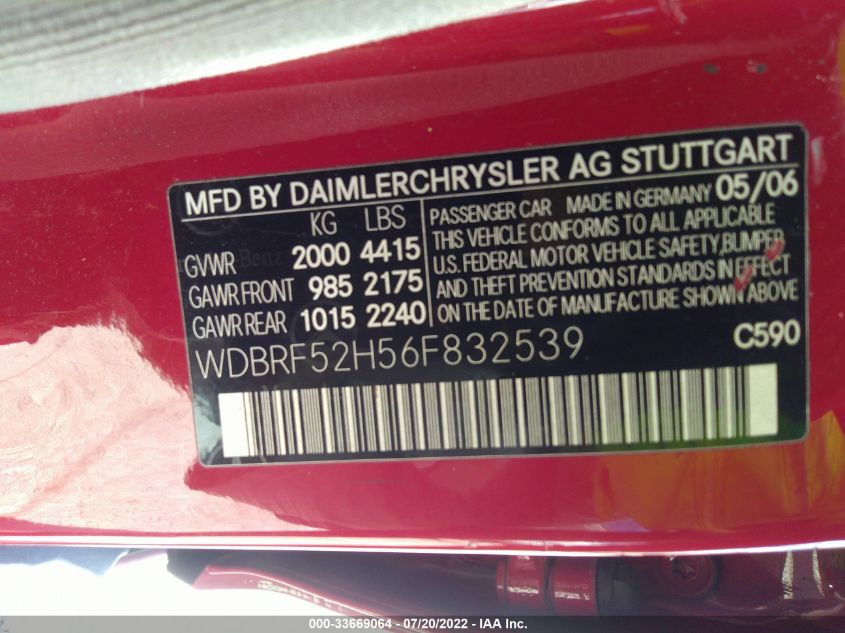 MFD BY DAIMLERCHRYSLER AG STUTTGART
KG LBS
GVWR 2000 4415
GAWR FRONT 985 2175
GAWR REAR 1015 2240
PASSENGER CAR MADE IN GERMANY 05/06
THIS VEHICLE CONFORMS TO ALL APPLICABLE
U.S. FEDERAL MOTOR VEHICLE SAFETY, BUMPER,
AND THEFT PREVENTION STANDARDS IN EFFECT
ON THE DATE OF MANUFACTURE SHOWN ABOVE
WDBRF52H56F832539 C590
000-33669064 - 07/20/2022 - IAA Inc.